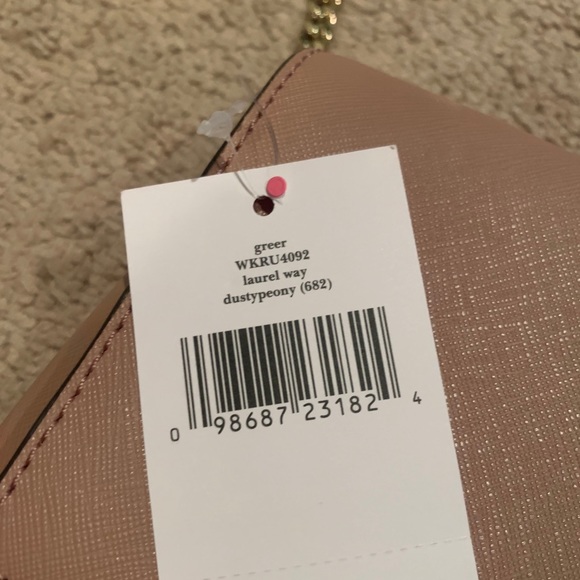 greer
WKRU4092
laurel way
dustypeony (682)
0 98687 23182 4